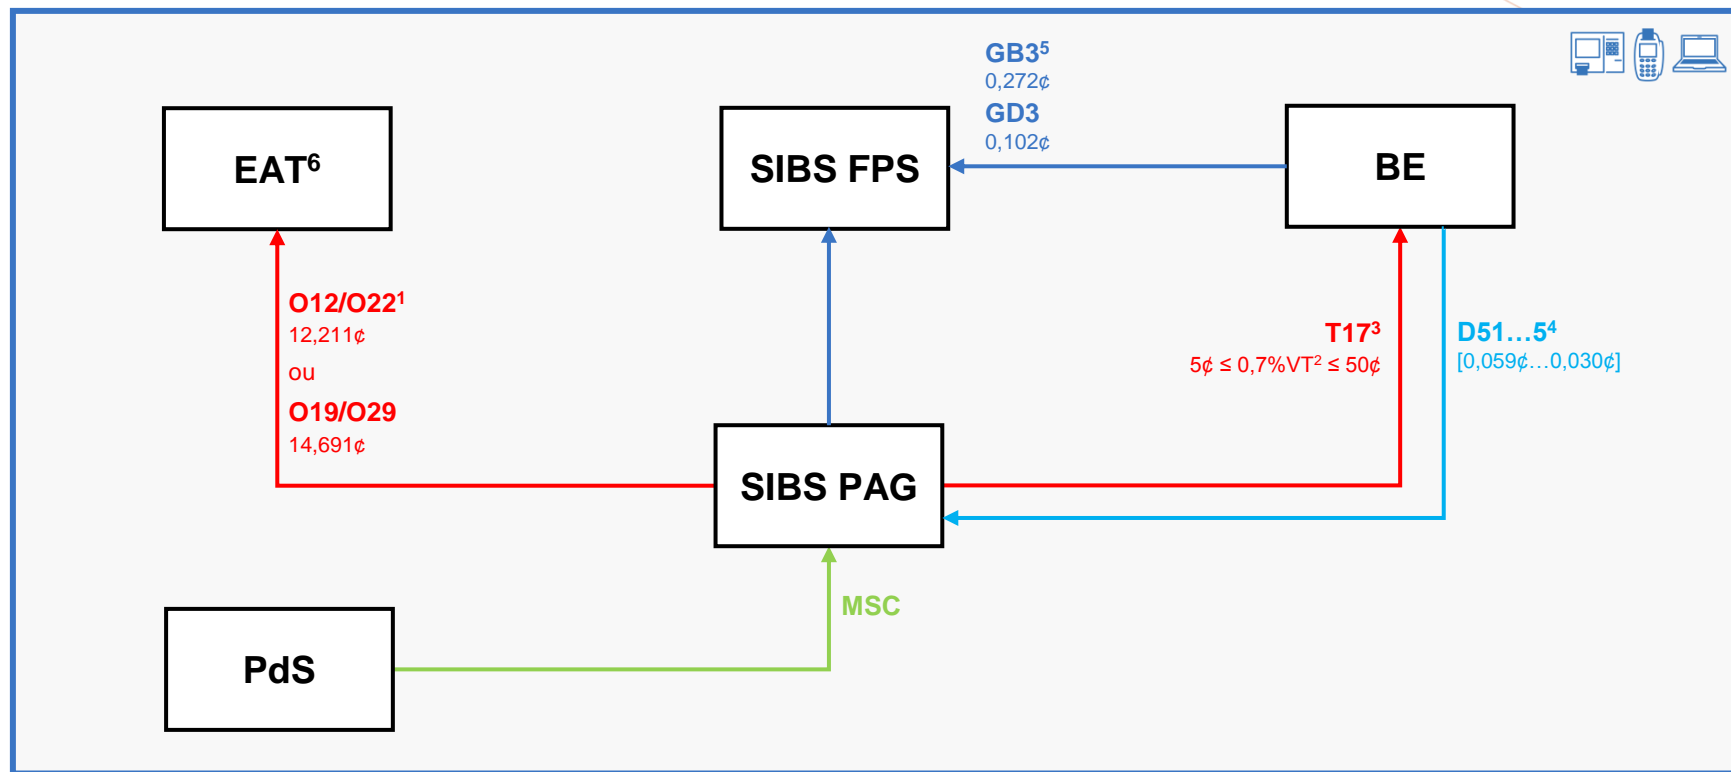 GB3⁵
0,272¢
GD3
0,102¢
EAT⁶
SIBS FPS
BE
O12/O22¹
12,211¢
ou
O19/O29
14,691¢
T17³
5¢ ≤ 0,7%VT² ≤ 50¢
D51…5⁴
[0,059¢…0,030¢]
SIBS PAG
MSC
PdS